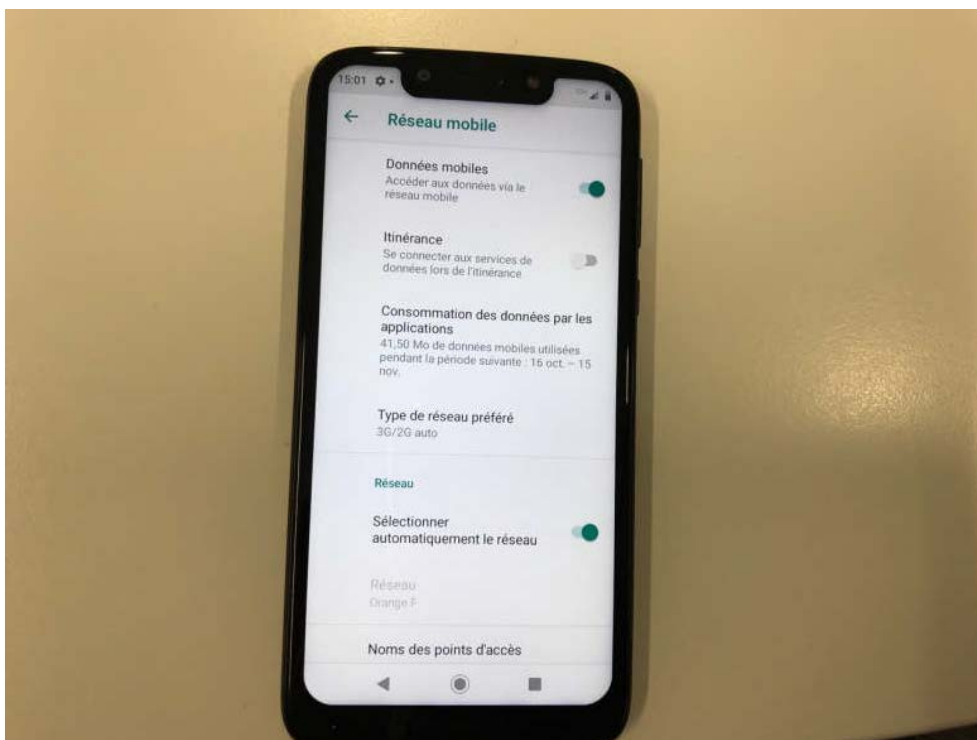 15:01
Réseau mobile
Données mobiles
Accéder aux données via le
réseau mobile
Itinérance
Se connecter aux services de
données lors de l'itinérance
Consommation des données par les
applications
41,50 Mo de données mobiles utilisées
pendant la période suivante : 16 oct. – 15
nov.
Type de réseau préféré
3G/2G auto
Réseau
Sélectionner
automatiquement le réseau
Réseau
Orange F
Noms des points d'accès